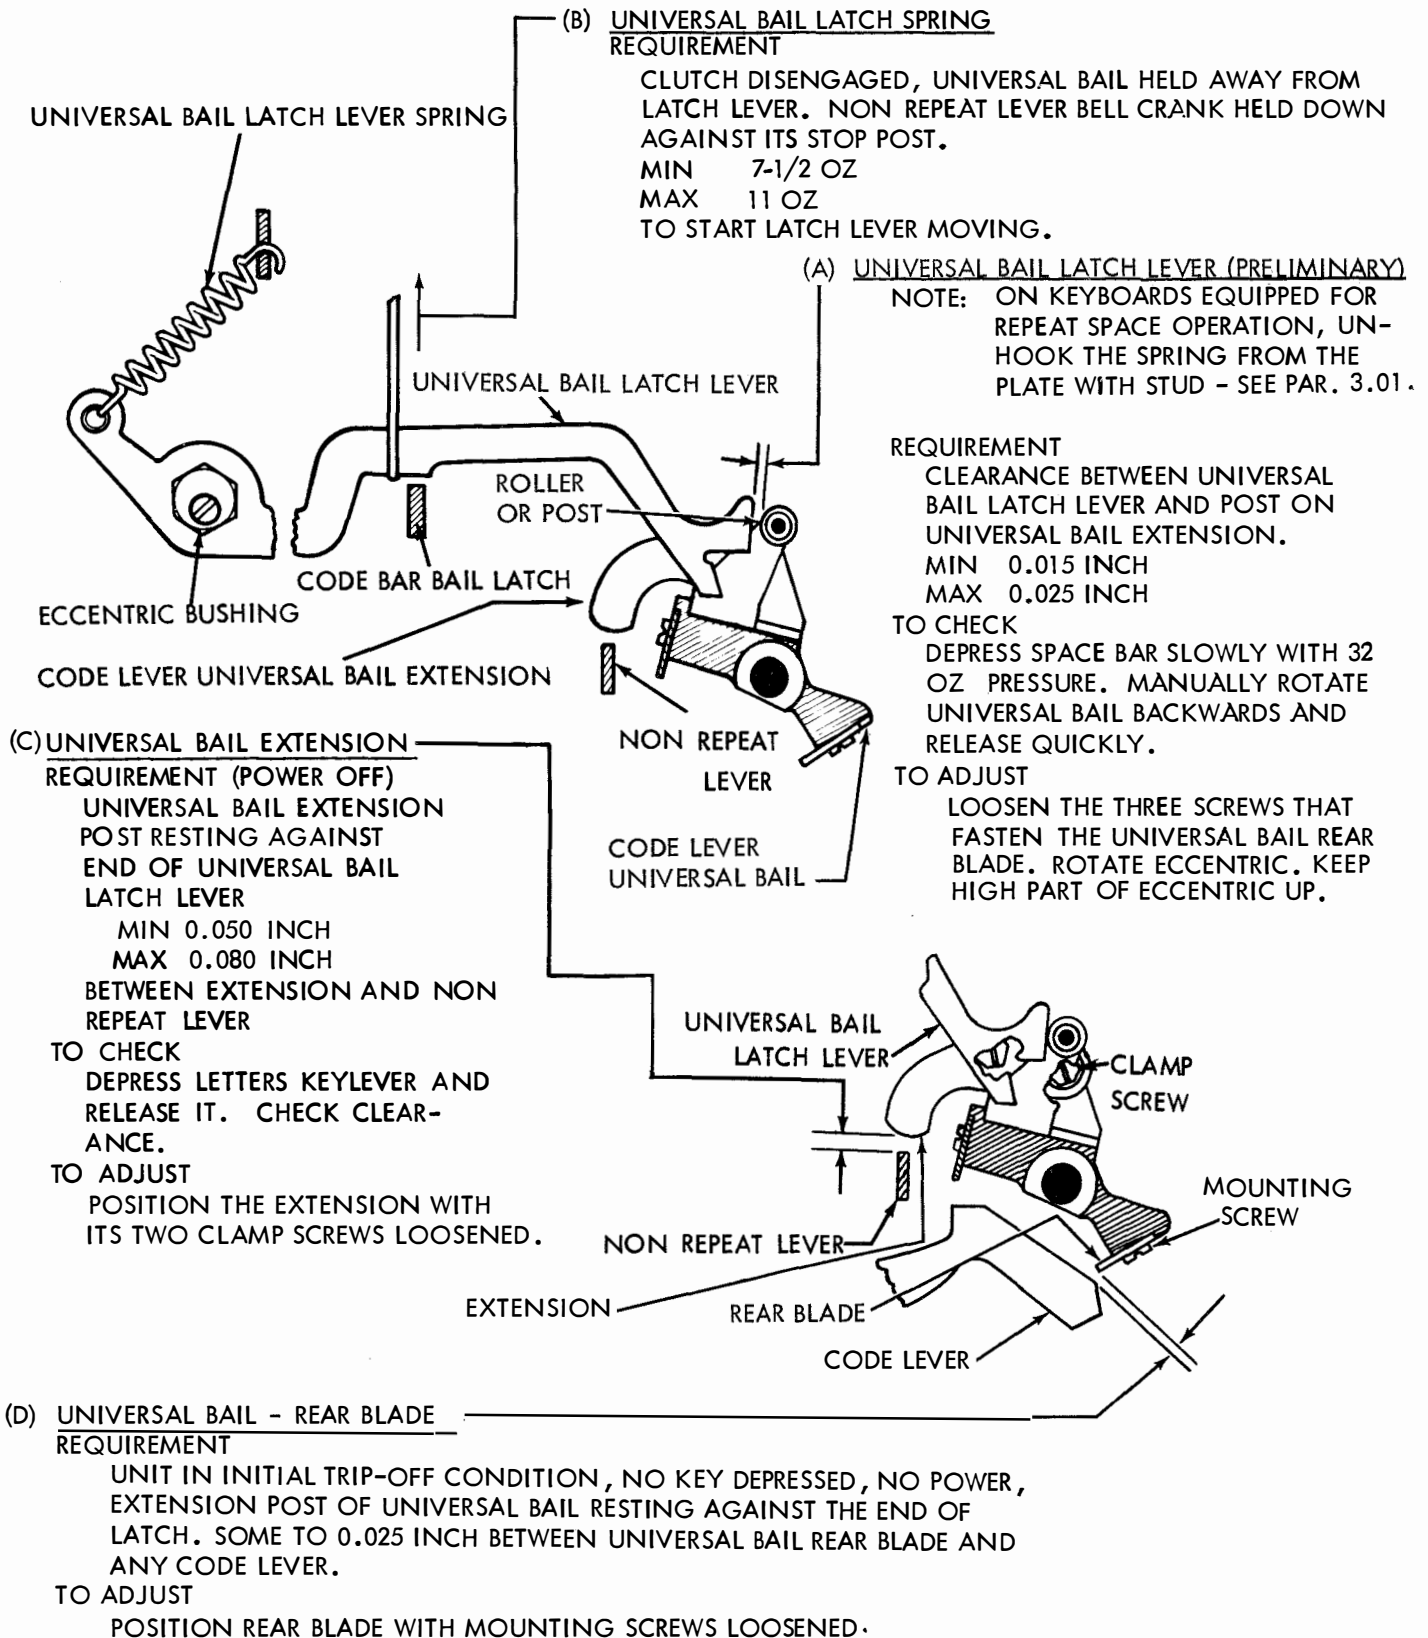 (B) UNIVERSAL BAIL LATCH SPRING
REQUIREMENT
CLUTCH DISENGAGED, UNIVERSAL BAIL HELD AWAY FROM
LATCH LEVER. NON REPEAT LEVER BELL CRANK HELD DOWN
AGAINST ITS STOP POST.
MIN 7-1/2 OZ
MAX 11 OZ
TO START LATCH LEVER MOVING.
UNIVERSAL BAIL LATCH LEVER SPRING
(A) UNIVERSAL BAIL LATCH LEVER (PRELIMINARY)
NOTE: ON KEYBOARDS EQUIPPED FOR
REPEAT SPACE OPERATION, UN-
HOOK THE SPRING FROM THE
PLATE WITH STUD - SEE PAR. 3.01.
REQUIREMENT
CLEARANCE BETWEEN UNIVERSAL
BAIL LATCH LEVER AND POST ON
UNIVERSAL BAIL EXTENSION.
MIN 0.015 INCH
MAX 0.025 INCH
TO CHECK
DEPRESS SPACE BAR SLOWLY WITH 32
OZ PRESSURE. MANUALLY ROTATE
UNIVERSAL BAIL BACKWARDS AND
RELEASE QUICKLY.
TO ADJUST
LOOSEN THE THREE SCREWS THAT
FASTEN THE UNIVERSAL BAIL REAR
BLADE. ROTATE ECCENTRIC. KEEP
HIGH PART OF ECCENTRIC UP.
UNIVERSAL BAIL LATCH LEVER
ROLLER
OR POST
CODE BAR BAIL LATCH
ECCENTRIC BUSHING
CODE LEVER UNIVERSAL BAIL EXTENSION
NON REPEAT
LEVER
CODE LEVER
UNIVERSAL BAIL
(C) UNIVERSAL BAIL EXTENSION
REQUIREMENT (POWER OFF)
UNIVERSAL BAIL EXTENSION
POST RESTING AGAINST
END OF UNIVERSAL BAIL
LATCH LEVER
MIN 0.050 INCH
MAX 0.080 INCH
BETWEEN EXTENSION AND NON
REPEAT LEVER
TO CHECK
DEPRESS LETTERS KEYLEVER AND
RELEASE IT. CHECK CLEAR-
ANCE.
TO ADJUST
POSITION THE EXTENSION WITH
ITS TWO CLAMP SCREWS LOOSENED.
UNIVERSAL BAIL
LATCH LEVER
CLAMP
SCREW
MOUNTING
SCREW
NON REPEAT LEVER
EXTENSION
REAR BLADE
CODE LEVER
(D) UNIVERSAL BAIL - REAR BLADE
REQUIREMENT
UNIT IN INITIAL TRIP-OFF CONDITION, NO KEY DEPRESSED, NO POWER,
EXTENSION POST OF UNIVERSAL BAIL RESTING AGAINST THE END OF
LATCH. SOME TO 0.025 INCH BETWEEN UNIVERSAL BAIL REAR BLADE AND
ANY CODE LEVER.
TO ADJUST
POSITION REAR BLADE WITH MOUNTING SCREWS LOOSENED.